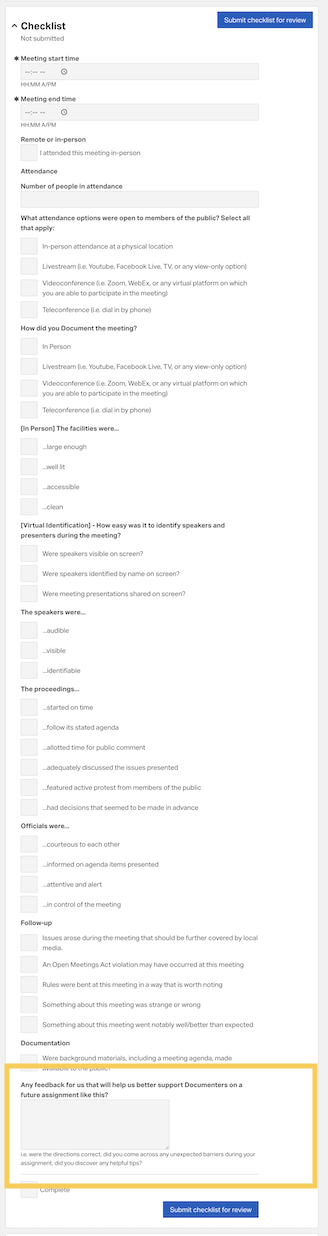 Checklist
Submit checklist for review
Not submitted
✱ Meeting start time
--:-- --
HH:MM A/PM
✱ Meeting end time
--:-- --
HH:MM A/PM
Remote or in-person
I attended this meeting in-person
Attendance
Number of people in attendance
What attendance options were open to members of the public? Select all
that apply:
In-person attendance at a physical location
Livestream (i.e. Youtube, Facebook Live, TV, or any view-only option)
Videoconference (i.e. Zoom, WebEx, or any virtual platform on which
you are able to participate in the meeting)
Teleconference (i.e. dial in by phone)
How did you Document the meeting?
In Person
Livestream (i.e. Youtube, Facebook Live, TV, or any view-only option)
Videoconference (i.e. Zoom, WebEx, or any virtual platform on which
you are able to participate in the meeting)
Teleconference (i.e. dial in by phone)
[In Person] The facilities were...
...large enough
...well lit
...accessible
...clean
[Virtual Identification] - How easy was it to identify speakers and
presenters during the meeting?
Were speakers visible on screen?
Were speakers identified by name on screen?
Were meeting presentations shared on screen?
The speakers were...
...audible
...visible
...identifiable
The proceedings...
...started on time
...follow its stated agenda
...allotted time for public comment
...adequately discussed the issues presented
...featured active protest from members of the public
...had decisions that seemed to be made in advance
Officials were...
...courteous to each other
...informed on agenda items presented
...attentive and alert
...in control of the meeting
Follow-up
Issues arose during the meeting that should be further covered by local
media.
An Open Meetings Act violation may have occurred at this meeting
Rules were bent at this meeting in a way that is worth noting
Something about this meeting was strange or wrong
Something about this meeting went notably well/better than expected
Documentation
Were background materials, including a meeting agenda, made
available to the public?
Any feedback for us that will help us better support Documenters on a
future assignment like this?
i.e. were the directions correct, did you come across any unexpected barriers during your
assignment, did you discover any helpful tips?
Complete
Submit checklist for review